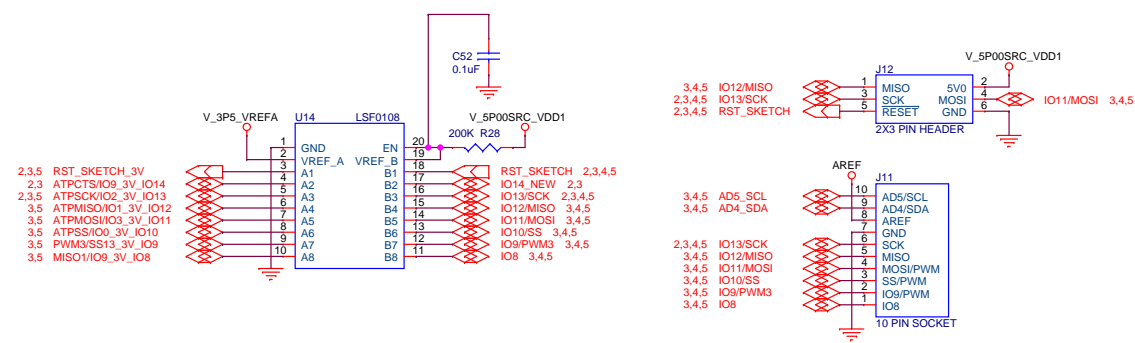 C52
0.1uF
V_3P5_VREFA
U14
LSF0108
V_5P00SRC_VDD1
200K R28
1 GND EN 20
2 VREF_A VREF_B 19
2,3,5 RST_SKETCH_3V 3 A1 B1 18 RST_SKETCH 2,3,4,5
2,3 ATPCTS/IO9_3V_IO14 4 A2 B2 17 IO14_NEW 2,3
2,3,5 ATPSCK/IO2_3V_IO13 5 A3 B3 16 IO13/SCK 2,3,4,5
3,5 ATPMISO/IO1_3V_IO12 6 A4 B4 15 IO12/MISO 3,4,5
3,5 ATPMOSI/IO3_3V_IO11 7 A5 B5 14 IO11/MOSI 3,4,5
3,5 ATPSS/IO0_3V_IO10 8 A6 B6 13 IO10/SS 3,4,5
3,5 PWM3/SS13_3V_IO9 9 A7 B7 12 IO9/PWM3 3,4,5
3,5 MISO1/IO9_3V_IO8 10 A8 B8 11 IO8 3,4,5
V_5P00SRC_VDD1
J12
3,4,5 IO12/MISO 1 MISO 5V0 2
2,3,4,5 IO13/SCK 3 SCK MOSI 4 IO11/MOSI 3,4,5
2,3,4,5 RST_SKETCH 5 RESET GND 6
2X3 PIN HEADER
AREF
J11
3,4,5 AD5_SCL 10 AD5/SCL
3,4,5 AD4_SDA 9 AD4/SDA
8 AREF
7 GND
2,3,4,5 IO13/SCK 6 SCK
3,4,5 IO12/MISO 5 MISO
3,4,5 IO11/MOSI 4 MOSI/PWM
3,4,5 IO10/SS 3 SS/PWM
3,4,5 IO9/PWM3 2 IO9/PWM
3,4,5 IO8 1 IO8
10 PIN SOCKET